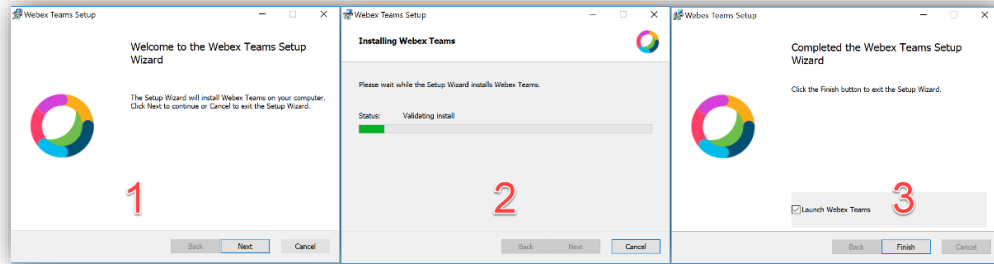 Webex Teams Setup
Welcome to the Webex Teams Setup
Wizard
The Setup Wizard will install Webex Teams on your computer.
Click Next to continue or Cancel to exit the Setup Wizard.
1
Back Next Cancel
Webex Teams Setup
Installing Webex Teams
Please wait while the Setup Wizard installs Webex Teams.
Status: Validating install
2
Back Next Cancel
Webex Teams Setup
Completed the Webex Teams Setup
Wizard
Click the Finish button to exit the Setup Wizard.
3
Launch Webex Teams
Back Finish Cancel